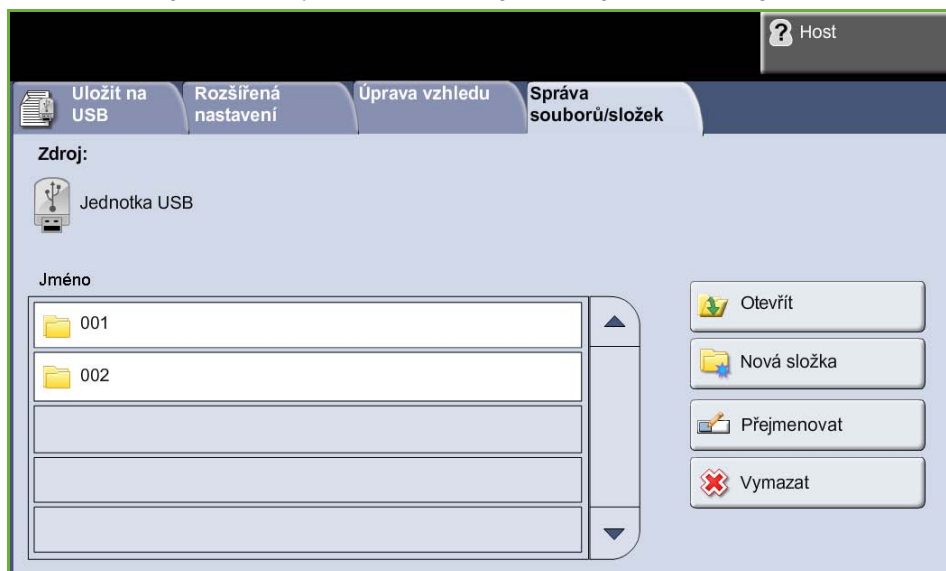 ? Host
Uložit na
USB
Rozšířená
nastavení
Úprava vzhledu
Správa
souborů/složek
Zdroj:
Jednotka USB
Jméno
001
002
Otevřít
Nová složka
Přejmenovat
Vymazat